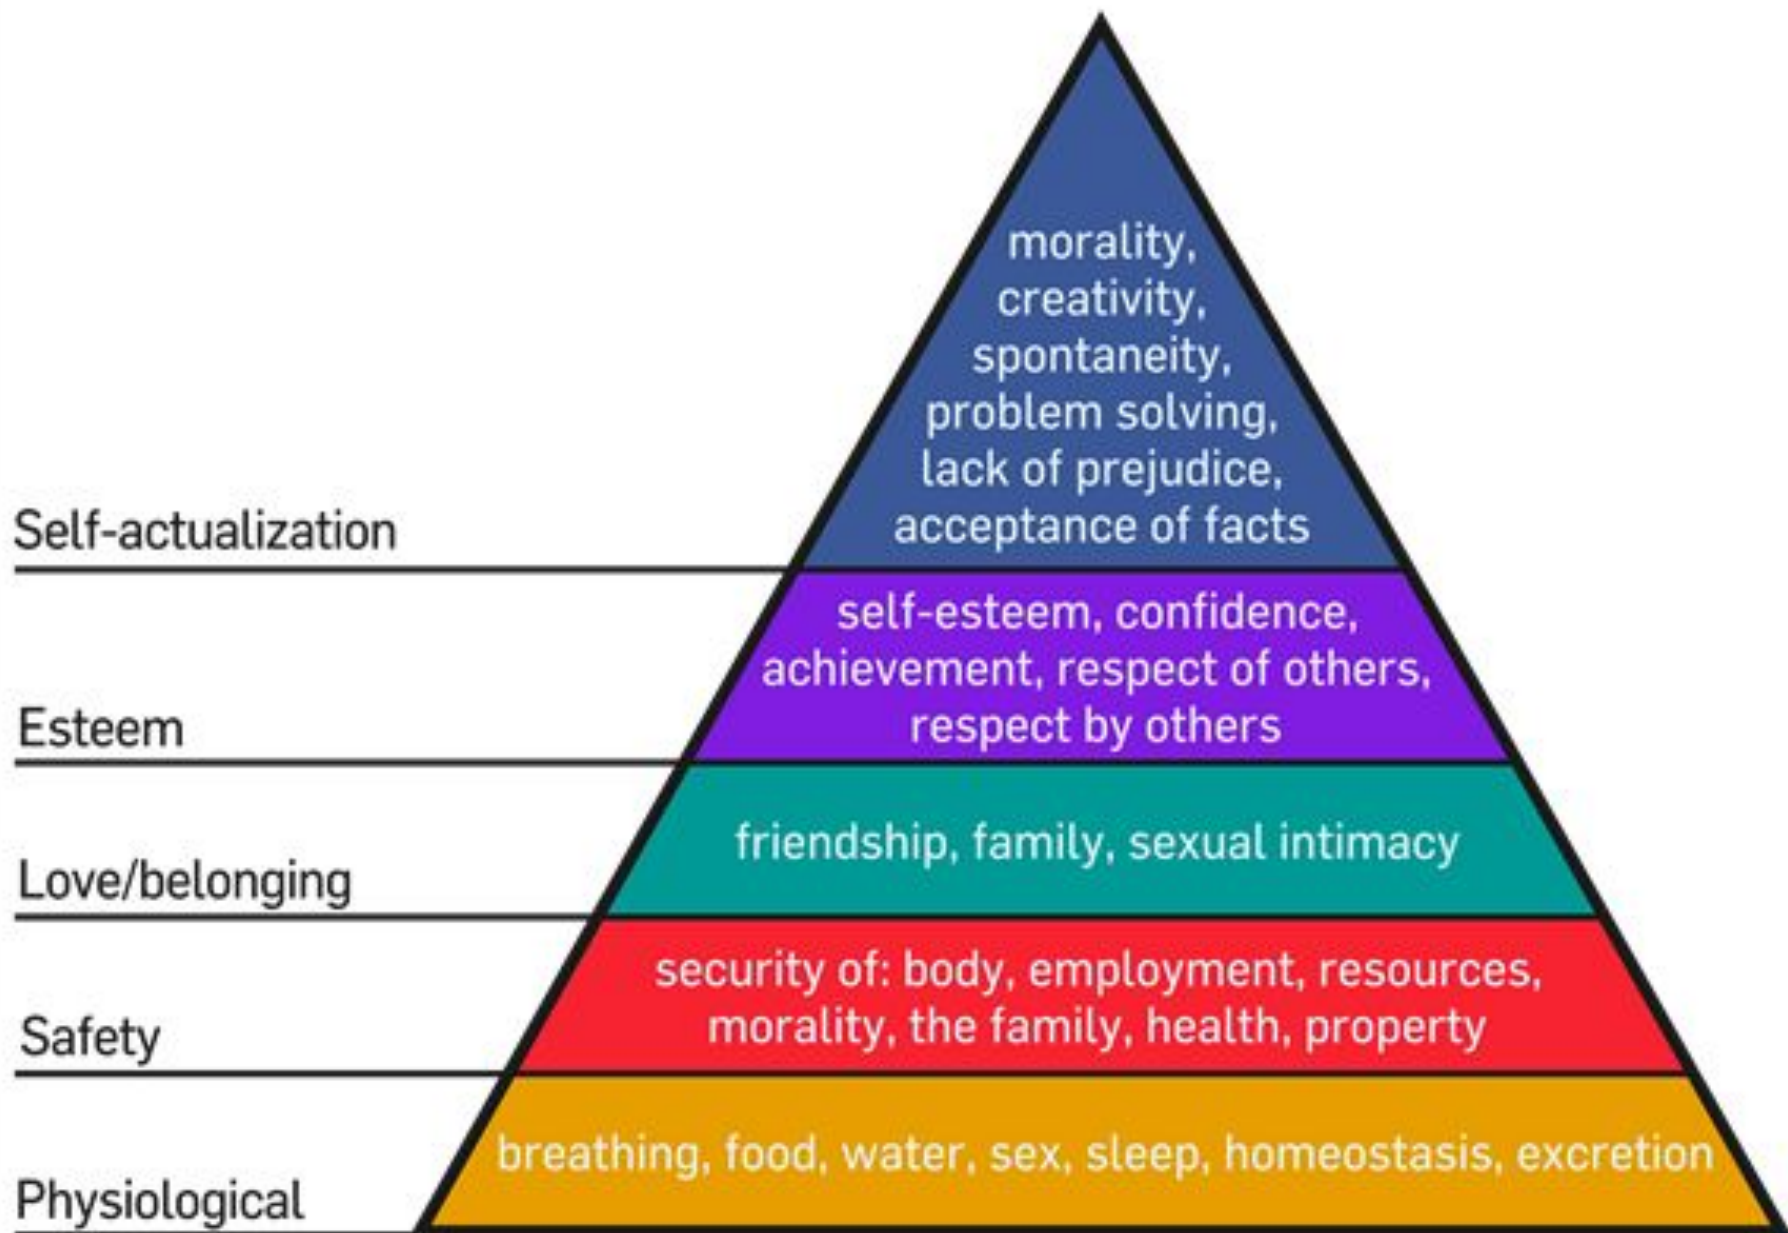 morality,
creativity,
spontaneity,
problem solving,
lack of prejudice,
acceptance of facts
Self-actualization
self-esteem, confidence,
achievement, respect of others,
respect by others
Esteem
friendship, family, sexual intimacy
Love/belonging
security of: body, employment, resources,
morality, the family, health, property
Safety
breathing, food, water, sex, sleep, homeostasis, excretion
Physiological